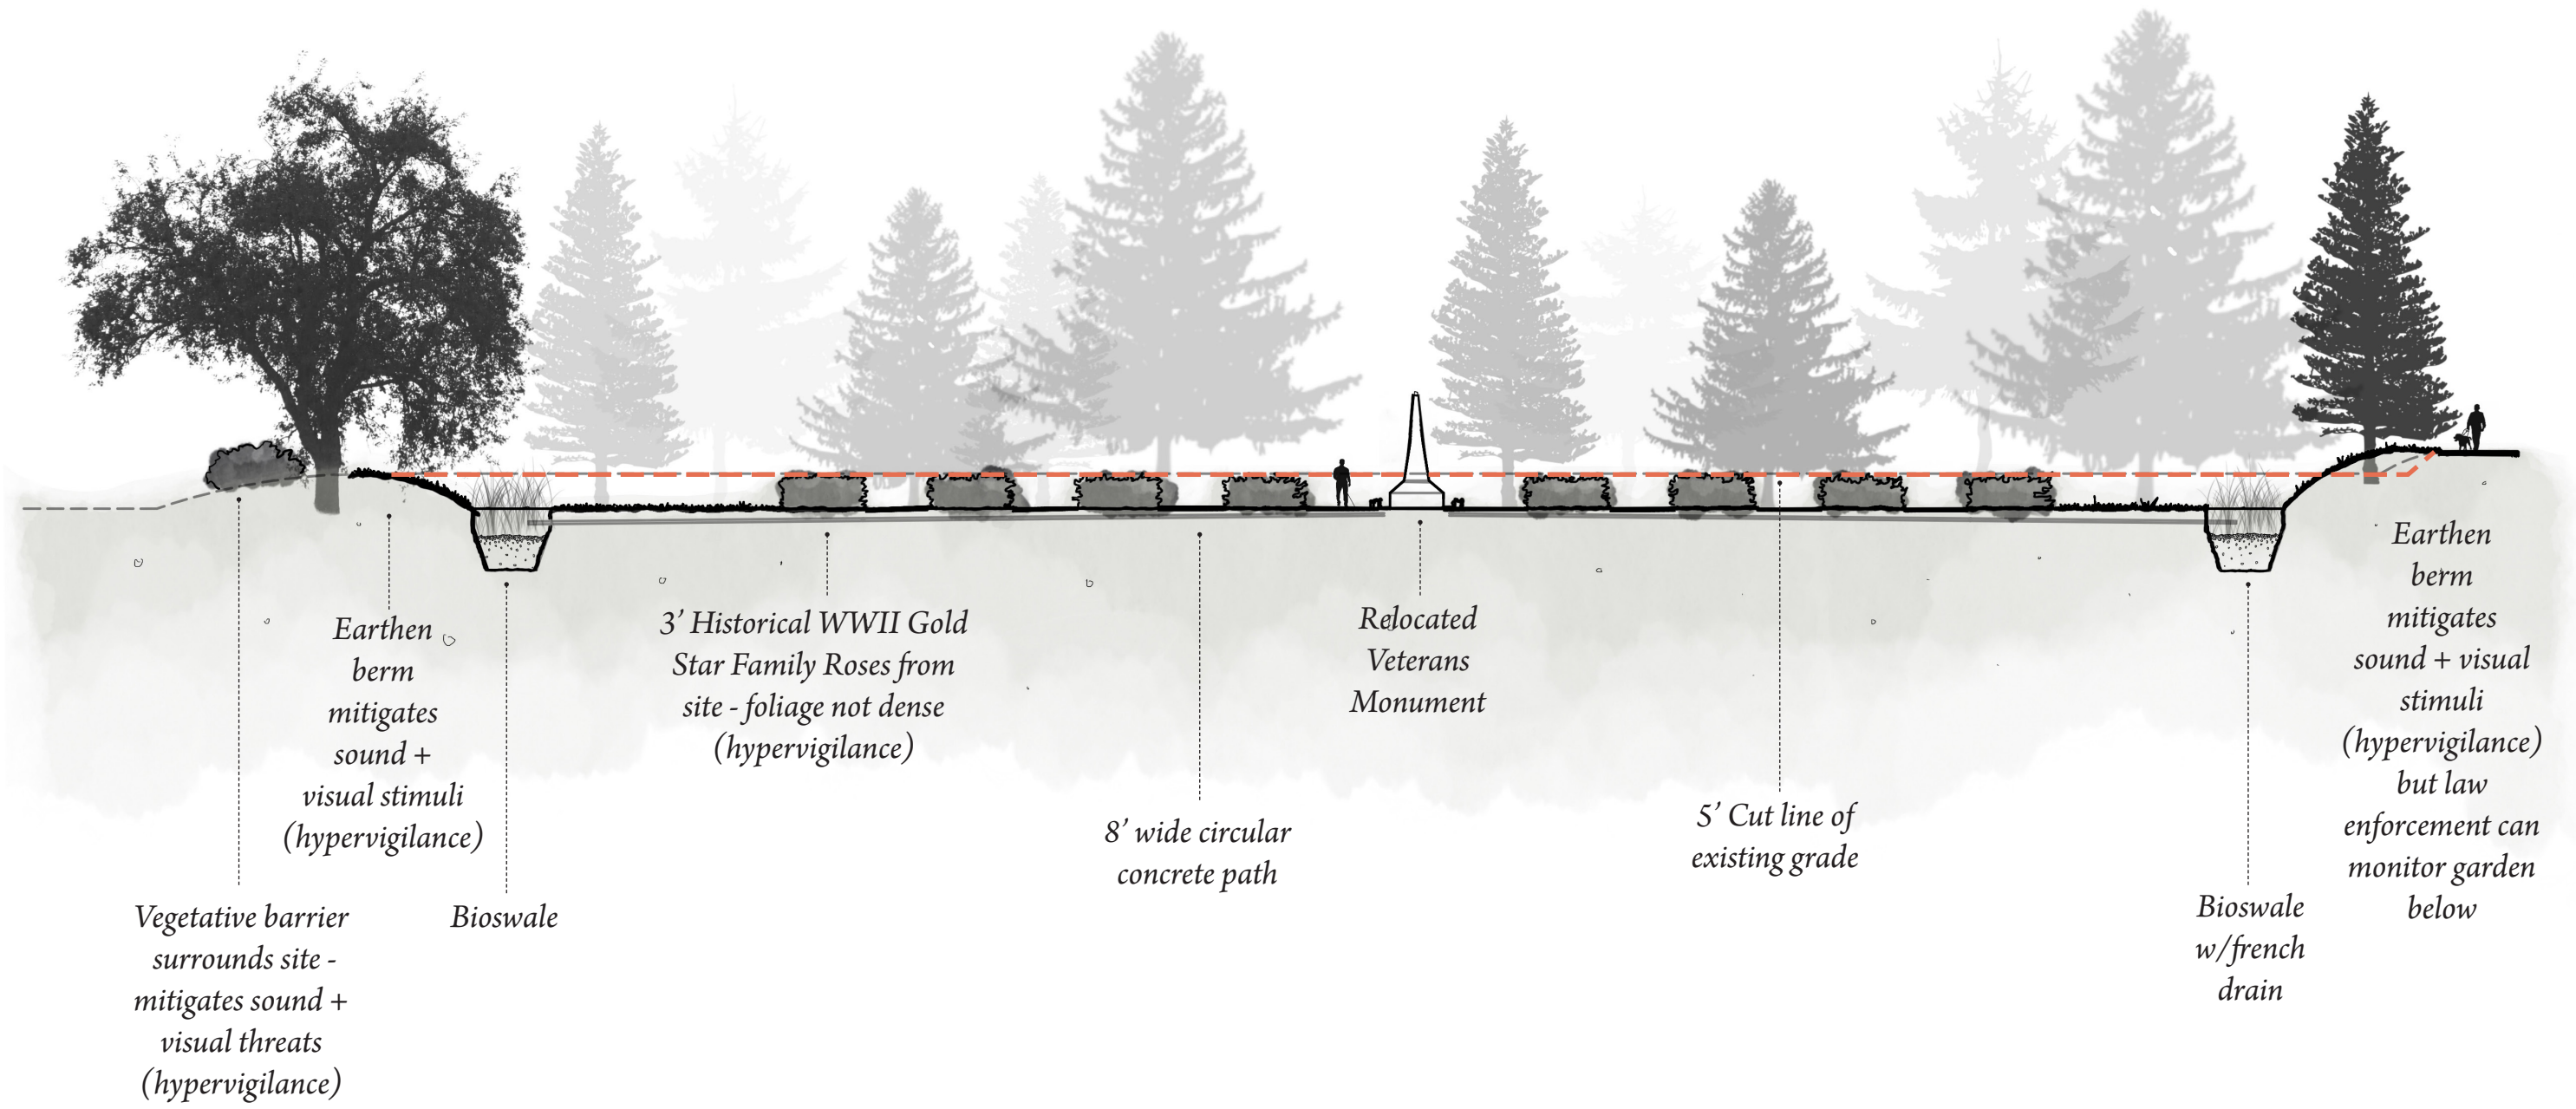 Earthen
berm
mitigates
sound +
visual stimuli
(hypervigilance)
Vegetative barrier
surrounds site -
mitigates sound +
visual threats
(hypervigilance)
Bioswale
3’ Historical WWII Gold
Star Family Roses from
site - foliage not dense
(hypervigilance)
8’ wide circular
concrete path
Relocated
Veterans
Monument
5’ Cut line of
existing grade
Bioswale
w/french
drain
Earthen
berm
mitigates
sound + visual
stimuli
(hypervigilance)
but law
enforcement can
monitor garden
below